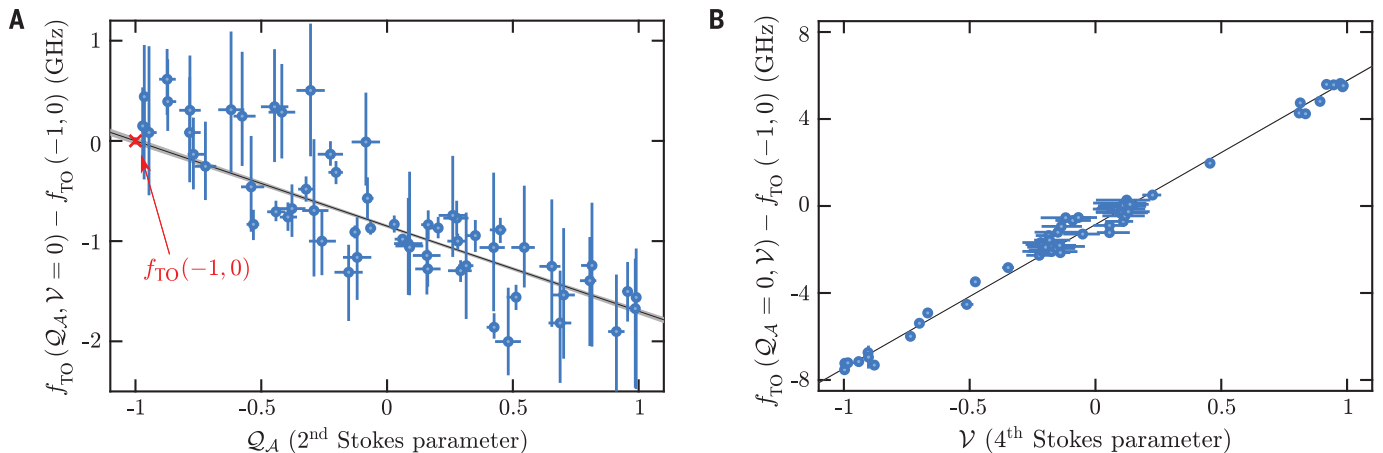 A
f_TO(Q_A, V = 0) − f_TO(−1, 0) (GHz)
1
0
-1
-2
f_TO(−1, 0)
-1
-0.5
0
0.5
1
Q_A (2nd Stokes parameter)
B
f_TO(Q_A = 0, V) − f_TO(−1, 0) (GHz)
8
4
0
-4
-8
-1
-0.5
0
0.5
1
V (4th Stokes parameter)